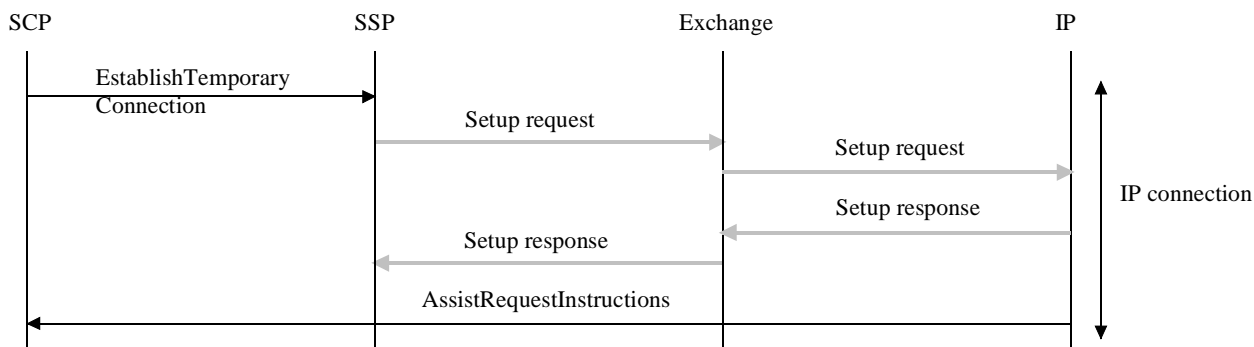 SCP SSP Exchange IP
EstablishTemporary
Connection
Setup request
Setup request
IP connection
Setup response
Setup response
AssistRequestInstructions